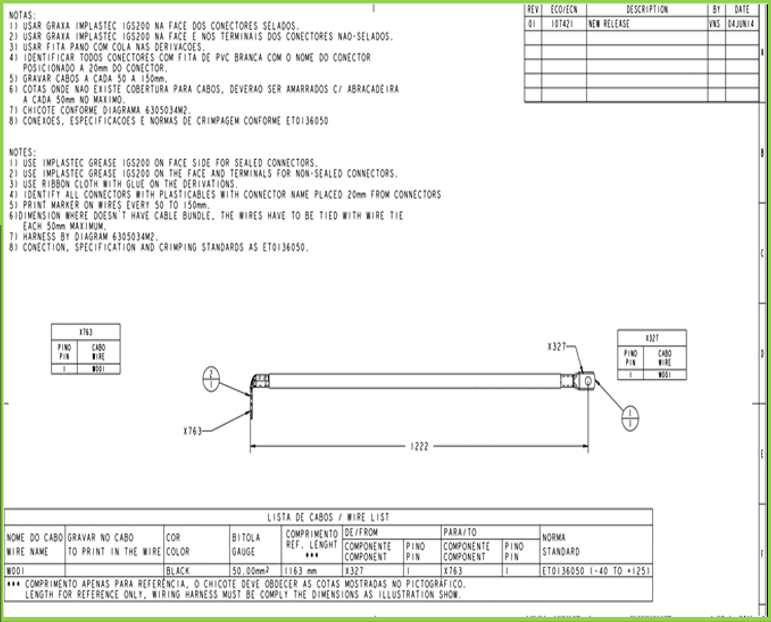 NOTAS:
1) USAR GRAXA IMPLASTEC IGS200 NA FACE DOS CONECTORES SELADOS.
2) USAR GRAXA IMPLASTEC IGS200 NA FACE E NOS TERMINAIS DOS CONECTORES NAO-SELADOS.
3) USAR FITA PANO COM COLA NAS DERIVACOES.
4) IDENTIFICAR TODOS CONECTORES COM FITA DE PVC BRANCA COM O NOME DO CONECTOR
POSICIONADO A 20mm DO CONECTOR.
5) GRAVAR CABOS A CADA 50 A 150mm.
6) COTAS ONDE NAO EXISTE COBERTURA PARA CABOS, DEVERAO SER AMARRADOS C/ ABRACADEIRA
A CADA 50mm NO MAXIMO.
7) CHICOTE CONFORME DIAGRAMA 6305034M2.
8) CONEXOES, ESPECIFICACOES E NORMAS DE CRIMPAGEM CONFORME ET0136050
REV ECO/ECN DESCRIPTION BY DATE
01 107421 NEW RELEASE VNS 04JUN14
NOTES:
1) USE IMPLASTEC GREASE IGS200 ON FACE SIDE FOR SEALED CONNECTORS.
2) USE IMPLASTEC GREASE IGS200 ON THE FACE AND TERMINALS FOR NON-SEALED CONNECTORS.
3) USE RIBBON CLOTH WITH GLUE ON THE DERIVATIONS.
4) IDENTIFY ALL CONNECTORS WITH PLASTICABLES WITH CONNECTOR NAME PLACED 20mm FROM CONNECTORS
5) PRINT MARKER ON WIRES EVERY 50 TO 150mm.
6)DIMENSION WHERE DOESN'T HAVE CABLE BUNDLE, THE WIRES HAVE TO BE TIED WITH WIRE TIE
EACH 50mm MAXIMUM.
7) HARNESS BY DIAGRAM 6305034M2.
8) CONECTION, SPECIFICATION AND CRIMPING STANDARDS AS ET0136050.
B
C
D
E
F
X763
PINO PIN CABO WIRE
1 W001
X327
X327
PINO PIN CABO WIRE
1 W001
2
1
1
1
X763
1222
LISTA DE CABOS / WIRE LIST
NOME DO CABO WIRE NAME GRAVAR NO CABO TO PRINT IN THE WIRE COR COLOR BITOLA GAUGE COMPRIMENTO REF. LENGHT *** DE/FROM PARA/TO NORMA STANDARD
COMPONENTE COMPONENT PINO PIN COMPONENTE COMPONENT PINO PIN
W001 BLACK 50.00mm² 1163 mm X327 1 X763 1 ET0136050 (-40 TO +125)
*** COMPRIMENTO APENAS PARA REFERÊNCIA, O CHICOTE DEVE OBDECER AS COTAS MOSTRADAS NO PICTOGRÁFICO.
LENGTH FOR REFERENCE ONLY, WIRING HARNESS MUST BE COMPLY THE DIMENSIONS AS ILLUSTRATION SHOW.